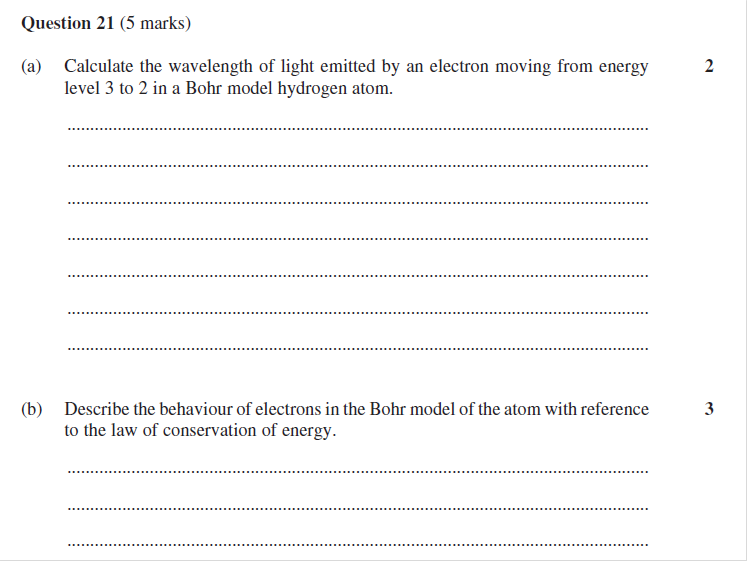 Question 21 (5 marks)
(a) Calculate the wavelength of light emitted by an electron moving from energy 2
level 3 to 2 in a Bohr model hydrogen atom.
(b) Describe the behaviour of electrons in the Bohr model of the atom with reference 3
to the law of conservation of energy.